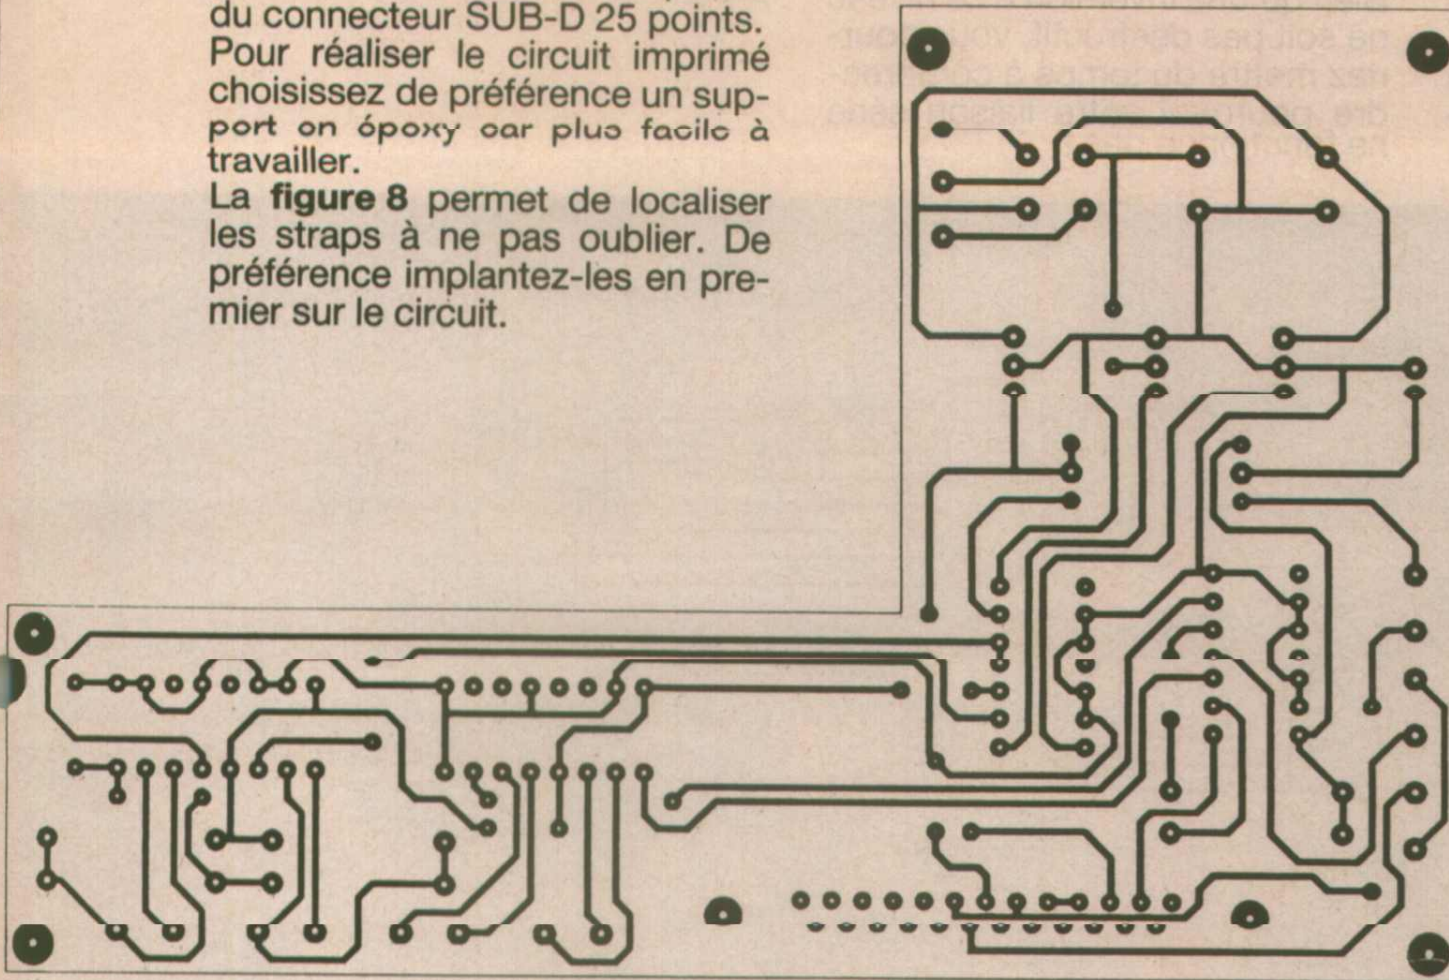 du connecteur SUB-D 25 points.
Pour réaliser le circuit imprimé
choisissez de préférence un sup-
port en époxy car plus facile à
travailler.
La figure 8 permet de localiser
les straps à ne pas oublier. De
préférence implantez-les en pre-
mier sur le circuit.